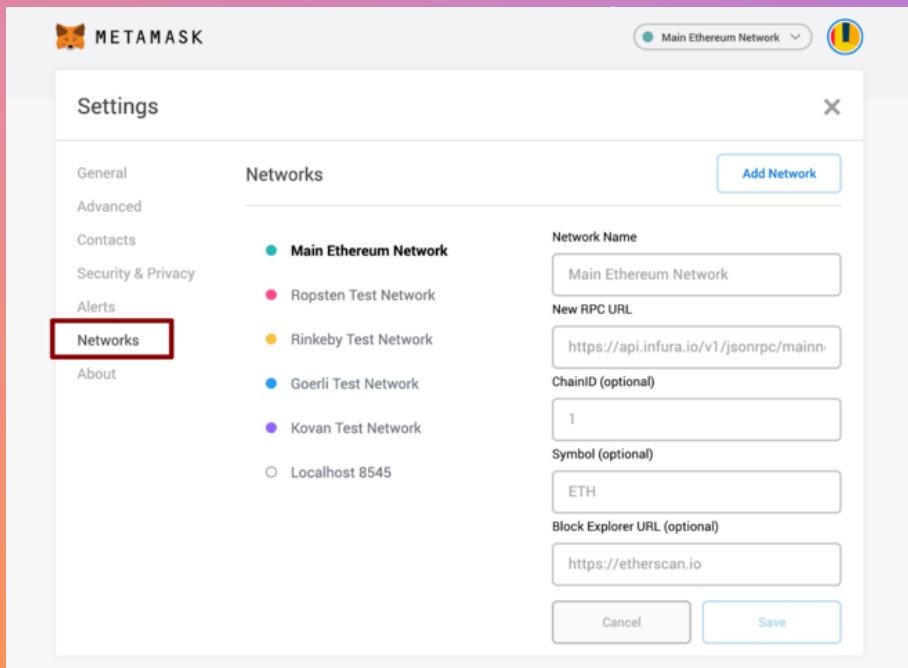 METAMASK
Main Ethereum Network
Settings
General
Advanced
Contacts
Security & Privacy
Alerts
Networks
About
Networks
Add Network
Main Ethereum Network
Ropsten Test Network
Rinkeby Test Network
Goerli Test Network
Kovan Test Network
Localhost 8545
Network Name
Main Ethereum Network
New RPC URL
https://api.infura.io/v1/jsonrpc/mainn
ChainID (optional)
1
Symbol (optional)
ETH
Block Explorer URL (optional)
https://etherscan.io
Cancel
Save